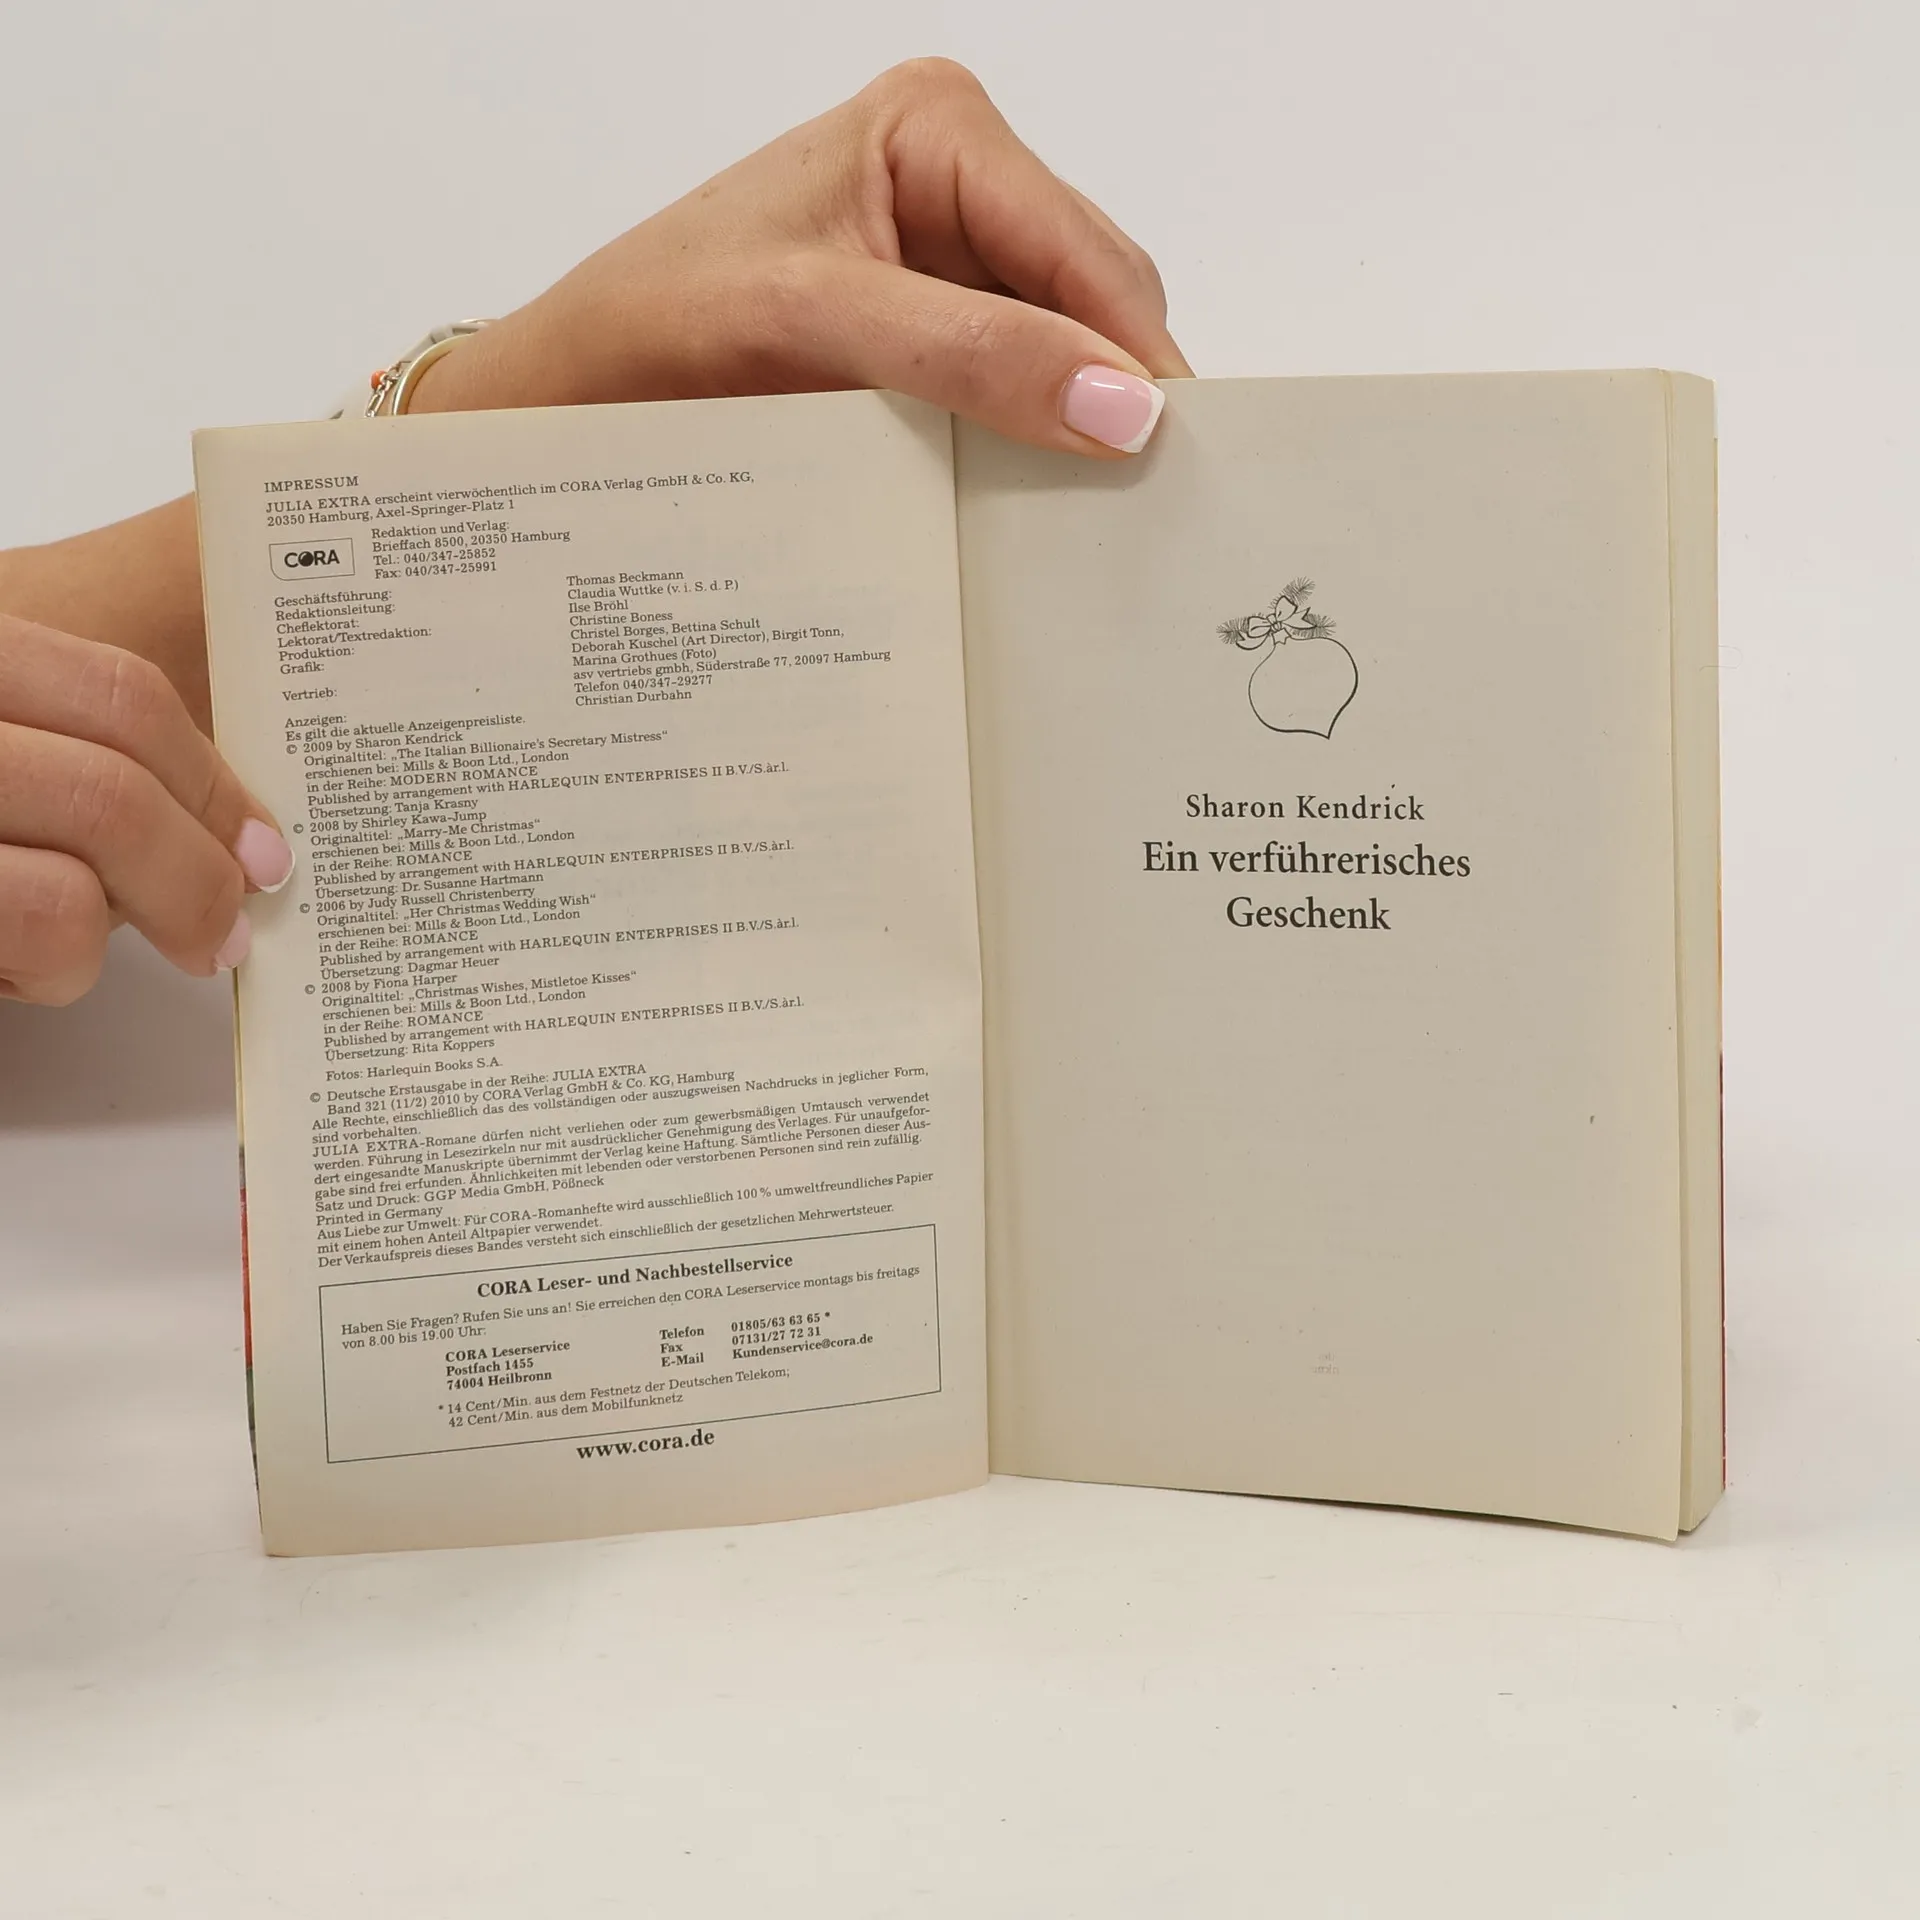 IMPRESSUM
JULIA EXTRA erscheint vierwöchentlich im CORA Verlag GmbH & Co. KG,
20350 Hamburg, Axel-Springer-Platz 1
CORA
Redaktion und Verlag:
Brieffach 8500, 20350 Hamburg
Tel.: 040/347-25852
Fax: 040/347-25991
Geschäftsführung: Thomas Beckmann
Redaktionsleitung: Claudia Wuttke (v. i. S. d. P.)
Cheflektorat: Ilse Bröhl
Lektorat/Textredaktion: Christine Boness
Produktion: Christel Borges, Bettina Schult
Grafik: Deborah Kuschel (Art Director), Birgit Tonn,
Marina Grothues (Foto)
Vertrieb: asv vertriebs gmbh, Süderstraße 77, 20097 Hamburg
Telefon 040/347-29277
Anzeigen: Christian Durbahn
Es gilt die aktuelle Anzeigenpreisliste.
© 2009 by Sharon Kendrick
Originaltitel: „The Italian Billionaire's Secretary Mistress“
erschienen bei: Mills & Boon Ltd., London
in der Reihe: MODERN ROMANCE
Published by arrangement with HARLEQUIN ENTERPRISES II B.V./S.àr.l.
Übersetzung: Tanja Krasny
© 2008 by Shirley Kawa-Jump
Originaltitel: „Marry-Me Christmas“
erschienen bei: Mills & Boon Ltd., London
in der Reihe: ROMANCE
Published by arrangement with HARLEQUIN ENTERPRISES II B.V./S.àr.l.
Übersetzung: Dr. Susanne Hartmann
© 2006 by Judy Russell Christenberry
Originaltitel: „Her Christmas Wedding Wish“
erschienen bei: Mills & Boon Ltd., London
in der Reihe: ROMANCE
Published by arrangement with HARLEQUIN ENTERPRISES II B.V./S.àr.l.
Übersetzung: Dagmar Heuer
© 2008 by Fiona Harper
Originaltitel: „Christmas Wishes, Mistletoe Kisses“
erschienen bei: Mills & Boon Ltd., London
in der Reihe: ROMANCE
Published by arrangement with HARLEQUIN ENTERPRISES II B.V./S.àr.l.
Übersetzung: Rita Koppers
Fotos: Harlequin Books S.A.
© Deutsche Erstausgabe in der Reihe: JULIA EXTRA
Band 321 (11/2) 2010 by CORA Verlag GmbH & Co. KG, Hamburg
Alle Rechte, einschließlich das des vollständigen oder auszugsweisen Nachdrucks in jeglicher Form,
sind vorbehalten.
JULIA EXTRA-Romane dürfen nicht verliehen oder zum gewerbsmäßigen Umtausch verwendet
werden. Führung in Lesezirkeln nur mit ausdrücklicher Genehmigung des Verlages. Für unaufgefor-
dert eingesandte Manuskripte übernimmt der Verlag keine Haftung. Sämtliche Personen dieser Aus-
gabe sind frei erfunden. Ähnlichkeiten mit lebenden oder verstorbenen Personen sind rein zufällig.
Satz und Druck: GGP Media GmbH, Pößneck
Printed in Germany
Aus Liebe zur Umwelt: Für CORA-Romanhefte wird ausschließlich 100 % umweltfreundliches Papier
mit einem hohen Anteil Altpapier verwendet.
Der Verkaufspreis dieses Bandes versteht sich einschließlich der gesetzlichen Mehrwertsteuer.
CORA Leser- und Nachbestellservice
Haben Sie Fragen? Rufen Sie uns an! Sie erreichen den CORA Leserservice montags bis freitags
von 8.00 bis 19.00 Uhr:
CORA Leserservice Telefon 01805/63 63 65 *
Postfach 1455 Fax 07131/27 72 31
74004 Heilbronn E-Mail Kundenservice@cora.de
* 14 Cent/Min. aus dem Festnetz der Deutschen Telekom;
42 Cent/Min. aus dem Mobilfunknetz
www.cora.de
Sharon Kendrick
Ein verführerisches
Geschenk